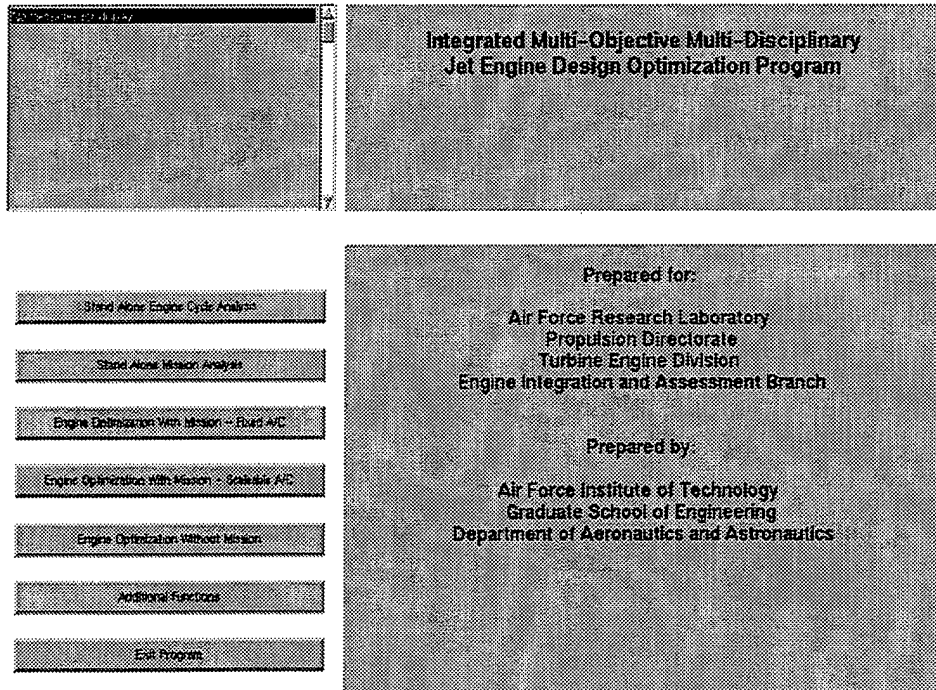 Integrated Multi-Objective Multi-Disciplinary
Jet Engine Design Optimization Program
Stand Alone Engine Cycle Analysis
Stand Alone Mission Analysis
Engine Optimization With Mission - Fixed A/C
Engine Optimization With Mission - Scaleable A/C
Engine Optimization Without Mission
Additional Functions
Exit Program
Prepared for:
Air Force Research Laboratory
Propulsion Directorate
Turbine Engine Division
Engine Integration and Assessment Branch
Prepared by:
Air Force Institute of Technology
Graduate School of Engineering
Department of Aeronautics and Astronautics